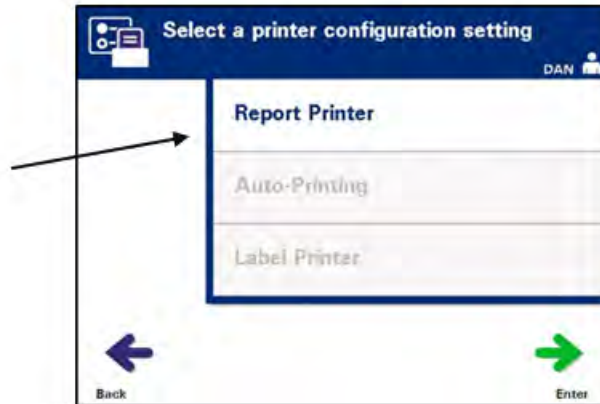 Select a printer configuration setting
DAN
Report Printer
Auto-Printing
Label Printer
Back
Enter